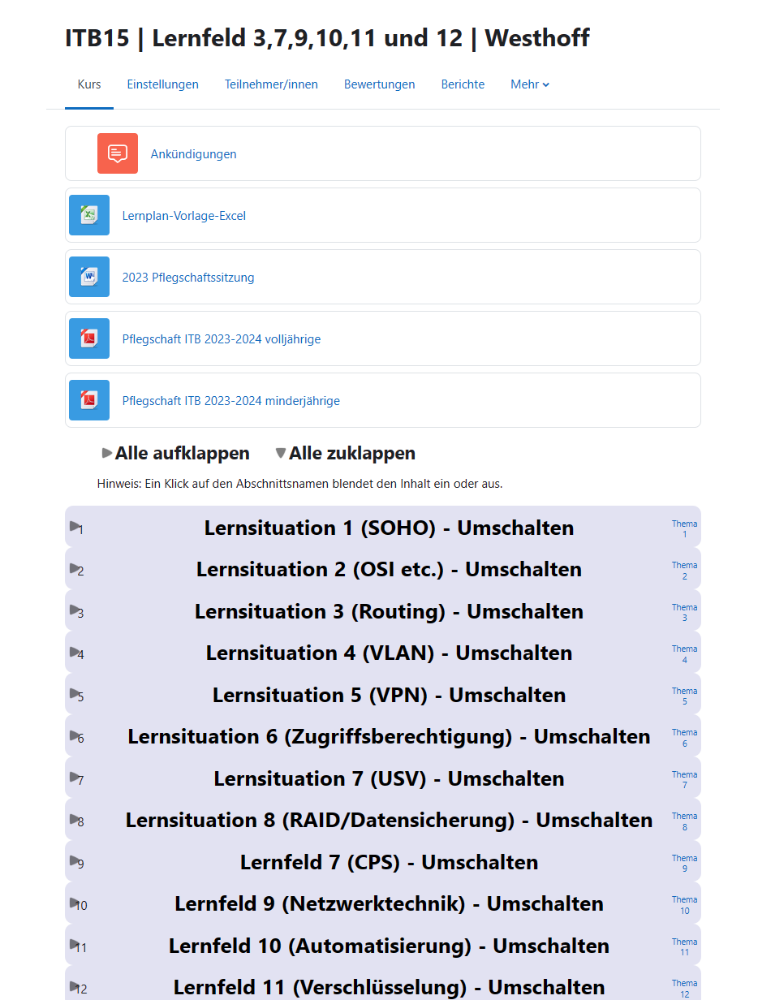 ITB15 | Lernfeld 3,7,9,10,11 und 12 | Westhoff
Kurs Einstellungen Teilnehmer/innen Bewertungen Berichte Mehr
Ankündigungen
Lernplan-Vorlage-Excel
2023 Pflegschaftssitzung
Pflegschaft ITB 2023-2024 volljährige
Pflegschaft ITB 2023-2024 minderjährige
Alle aufklappen Alle zuklappen
Hinweis: Ein Klick auf den Abschnittsnamen blendet den Inhalt ein oder aus.
1 Lernsituation 1 (SOHO) - Umschalten Thema 1
2 Lernsituation 2 (OSI etc.) - Umschalten Thema 2
3 Lernsituation 3 (Routing) - Umschalten Thema 3
4 Lernsituation 4 (VLAN) - Umschalten Thema 4
5 Lernsituation 5 (VPN) - Umschalten Thema 5
6 Lernsituation 6 (Zugriffsberechtigung) - Umschalten Thema 6
7 Lernsituation 7 (USV) - Umschalten Thema 7
8 Lernsituation 8 (RAID/Datensicherung) - Umschalten Thema 8
9 Lernfeld 7 (CPS) - Umschalten Thema 9
10 Lernfeld 9 (Netzwerktechnik) - Umschalten Thema 10
11 Lernfeld 10 (Automatisierung) - Umschalten Thema 11
12 Lernfeld 11 (Verschlüsselung) - Umschalten Thema 12